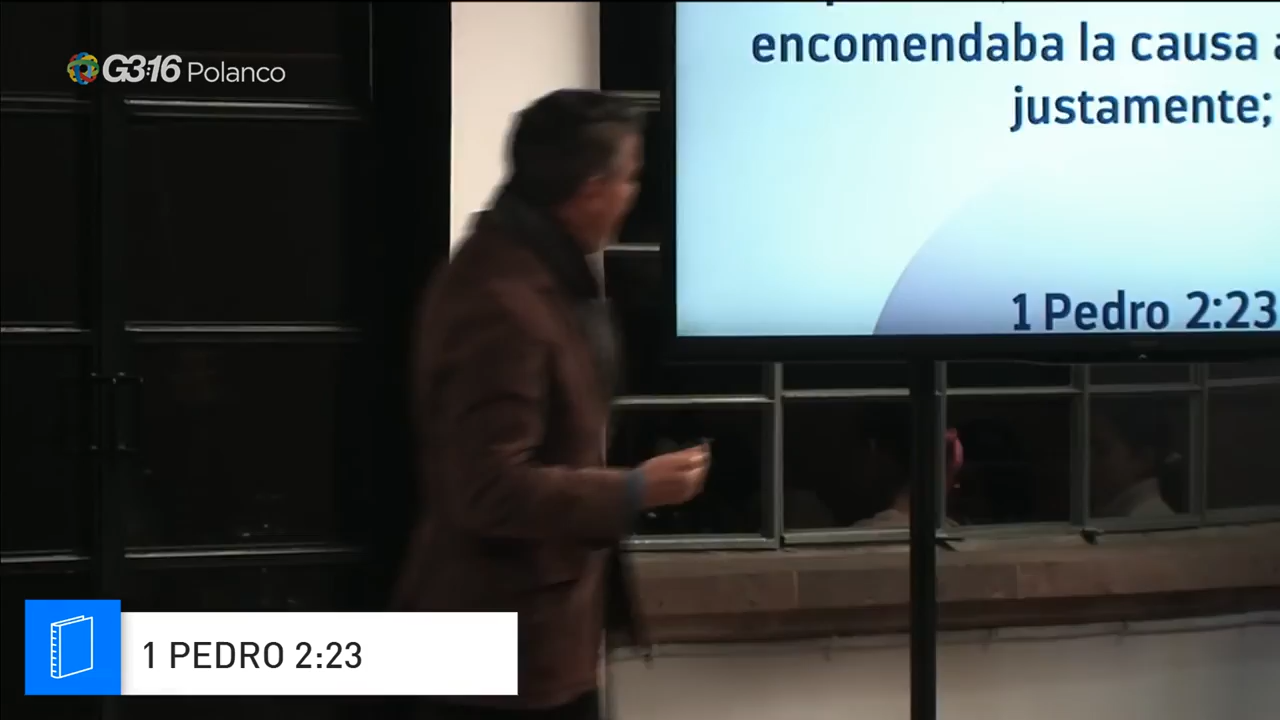 G3:16 Polanco
encomendaba la causa a
justamente;
1 Pedro 2:23
1 PEDRO 2:23